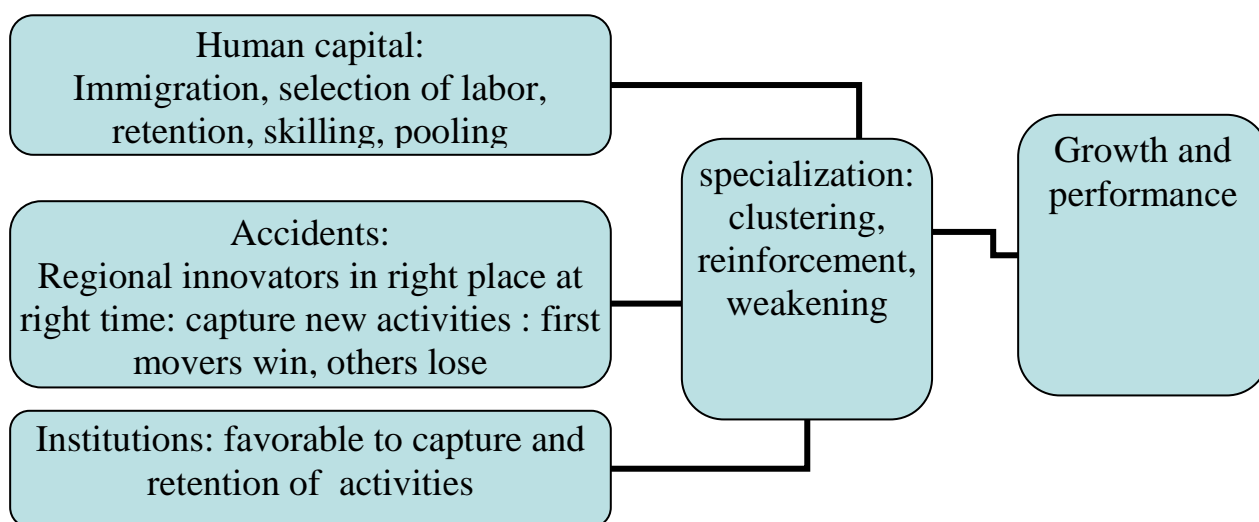 Human capital:
Immigration, selection of labor,
retention, skilling, pooling
Accidents:
Regional innovators in right place at
right time: capture new activities : first
movers win, others lose
Institutions: favorable to capture and
retention of  activities
specialization:
clustering,
reinforcement,
weakening
Growth and
performance